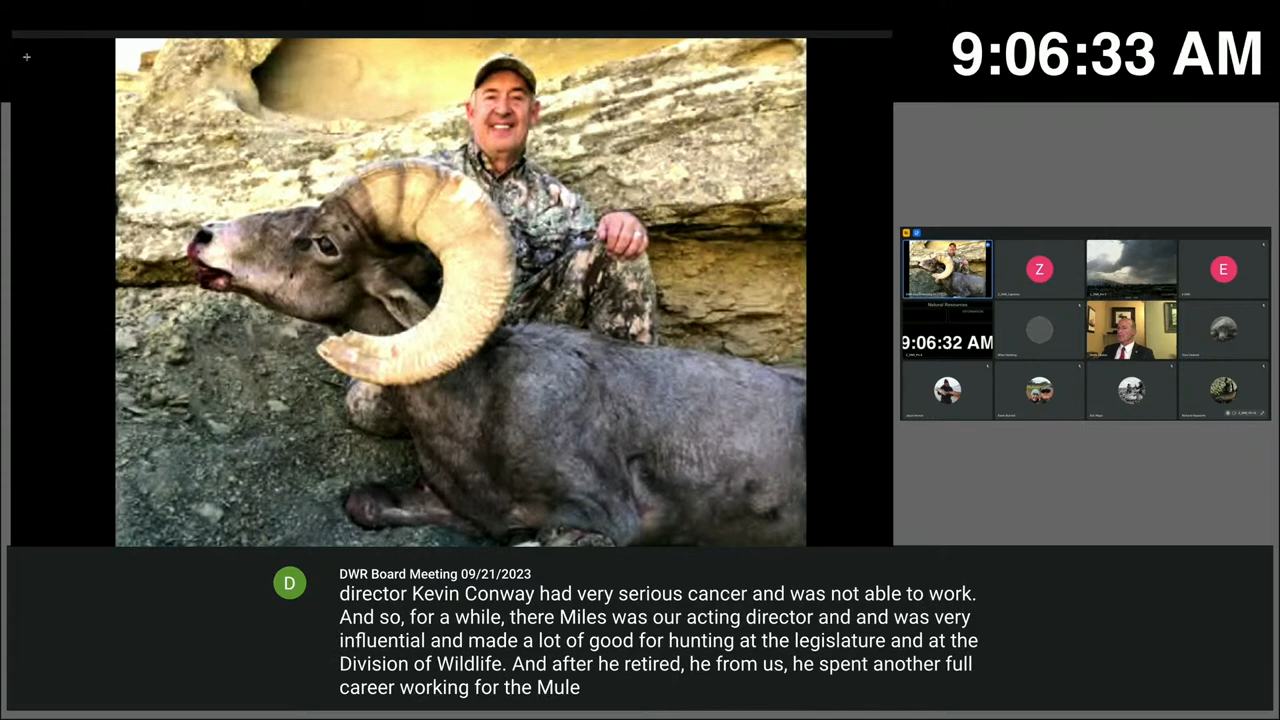 9:06:33 AM
Z
E
Natural Resources
9:06:32 AM
D
DWR Board Meeting 09/21/2023
director Kevin Conway had very serious cancer and was not able to work.
And so, for a while, there Miles was our acting director and and was very
influential and made a lot of good for hunting at the legislature and at the
Division of Wildlife. And after he retired, he from us, he spent another full
career working for the Mule